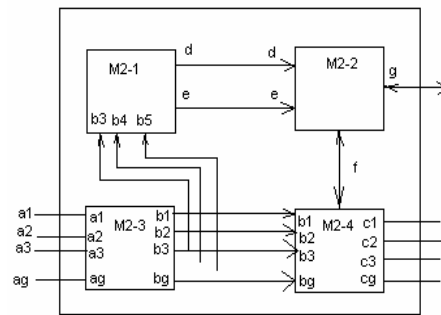 d d
M2-1 M2-2
g
e e
b3 b4 b5
f
a1 a1 M2-3 b1 b1 M2-4 c1
a2 a2 b2 b2 c2
a3 a3 b3 b3 c3
ag ag bg bg cg